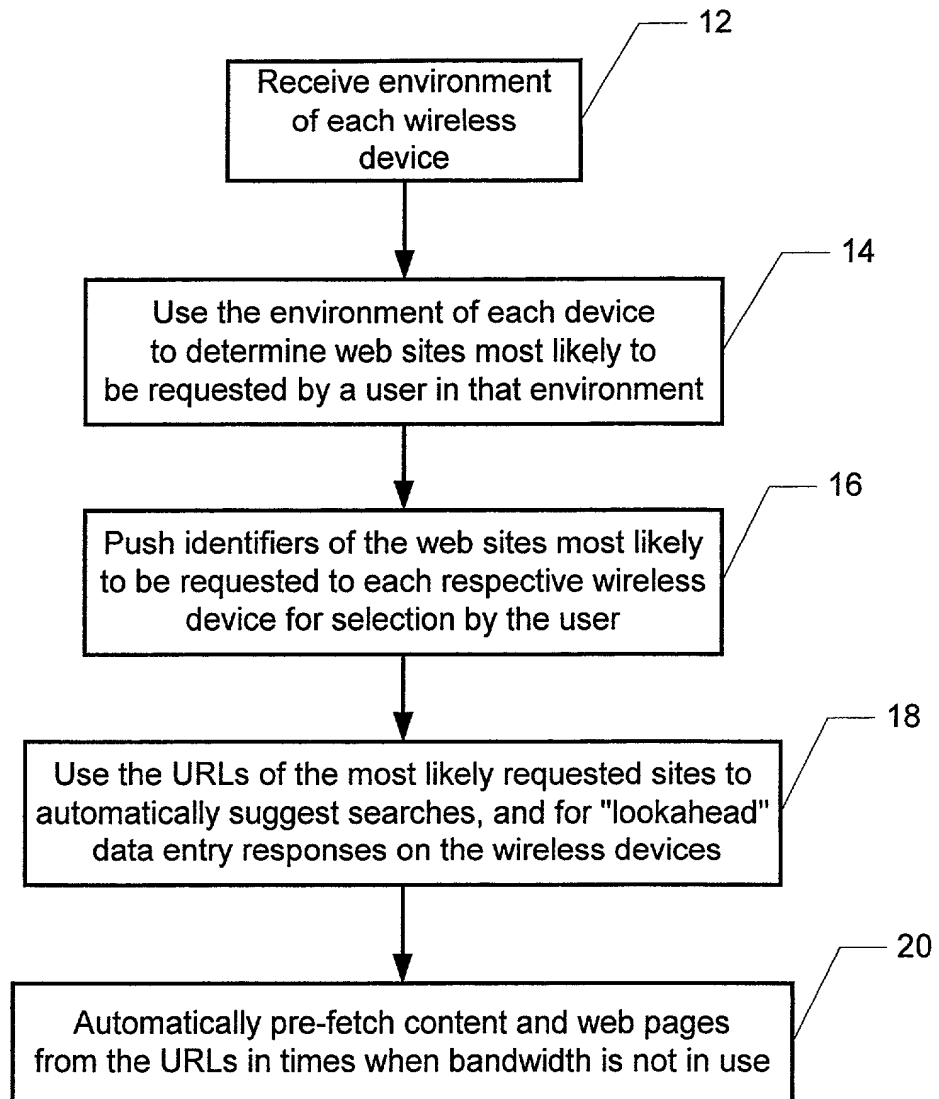 12
Receive environment
of each wireless
device
14
Use the environment of each device
to determine web sites most likely to
be requested by a user in that environment
16
Push identifiers of the web sites most likely
to be requested to each respective wireless
device for selection by the user
18
Use the URLs of the most likely requested sites to
automatically suggest searches, and for "lookahead"
data entry responses on the wireless devices
20
Automatically pre-fetch content and web pages
from the URLs in times when bandwidth is not in use